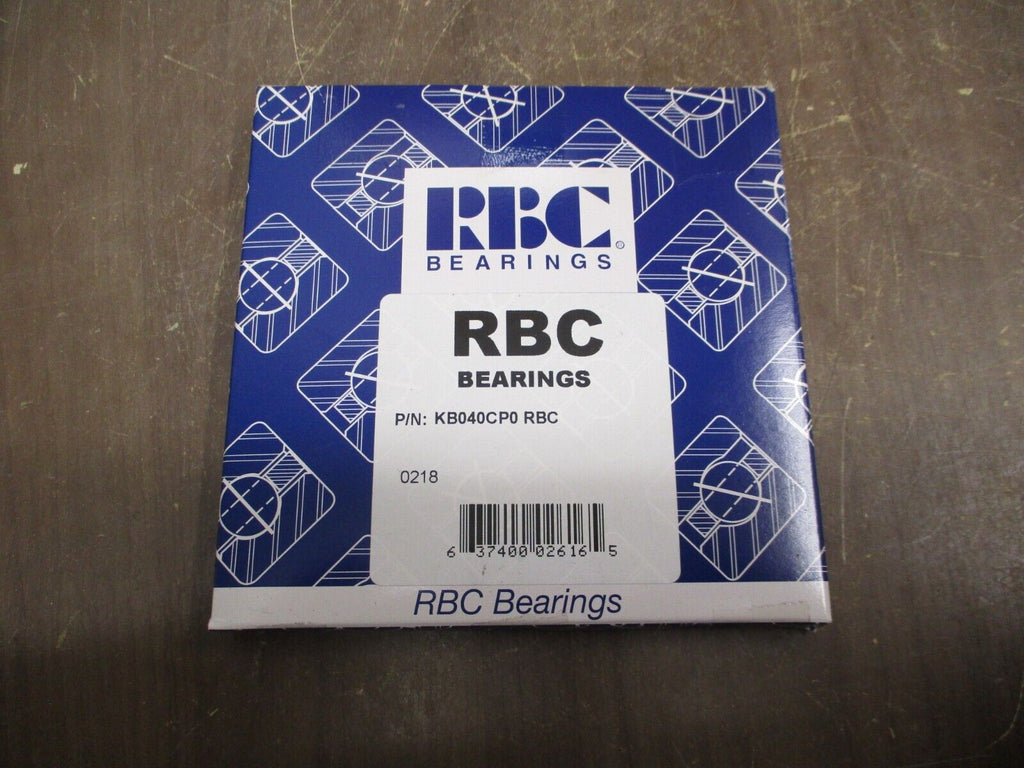 RBC®
BEARINGS
RBC
BEARINGS
P/N: KB040CP0 RBC
0218
6 37400 02616 5
RBC Bearings